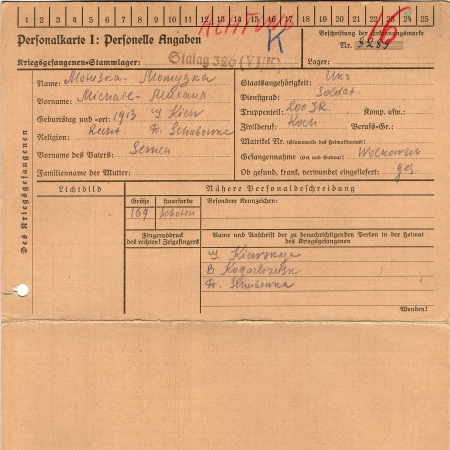 1 2 3 4 5 6 7 8 9 10 11 12 13 14 15 16 17 18 19 20 21 22 23 24 25
ACHTUNG
K
16
Personalkarte I: Personelle Angaben
Beschriftung der Erkennungsmarke
Nr.
Kriegsgefangenen-Stammlager: Stalag 326 (VI/K)
Lager:
Des Kriegsgefangenen
Name:
Vorname: Michail- Михаил
Geburtstag und -ort: 1913 Kiew
Religion:
Vorname des Vaters: Semen
Familienname der Mutter:
Staatsangehörigkeit: Ukr
Dienstgrad: Soldat.
Truppenteil: 200 JR. Komp. usw.:
Zivilberuf: Koch Berufs-Gr.:
Matrikel Nr. (Stammrolle des Heimatstaates):
Gefangennahme (Ort und Datum): Wolkowisk
Ob gesund, krank, verwundet eingeliefert: ges
Lichtbild
Nähere Personalbeschreibung
Größe Haarfarbe Besondere Kennzeichen:
169
Fingerabdruck
des rechten! Zeigefingers
Name und Anschrift der zu benachrichtigenden Person in der Heimat
des Kriegsgefangenen
Wenden!